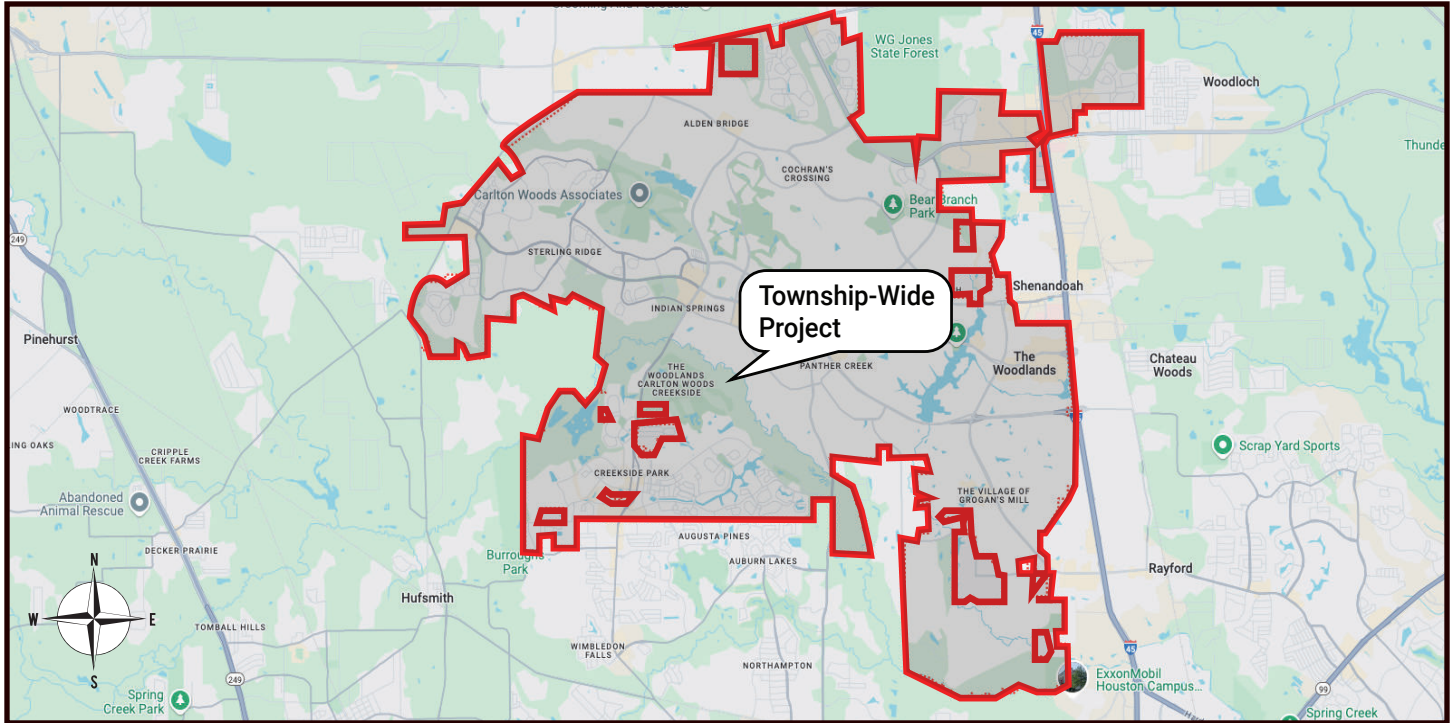 45
WG Jones
State Forest
Woodloch
ALDEN BRIDGE
COCHRAN'S
CROSSING
Thunde
Carlton Woods Associates
Bear Branch
Park
249
STERLING RIDGE
Township-Wide
Project
Shenandoah
INDIAN SPRINGS
Pinehurst
The
Woodlands
Chateau
Woods
PANTHER CREEK
THE
WOODLANDS
CARLTON WOODS
CREEKSIDE
WOODTRACE
ING OAKS
CRIPPLE
CREEK FARMS
Scrap Yard Sports
CREEKSIDE PARK
THE VILLAGE OF
GROGAN'S MILL
Abandoned
Animal Rescue
AUGUSTA PINES
DECKER PRAIRIE
Burroughs
Park
AUBURN LAKES
Rayford
N
W
E
S
Hufsmith
TOMBALL HILLS
WIMBLEDON
FALLS
45
NORTHAMPTON
249
ExxonMobil
Houston Campus...
99
Spring
Creek Park
Spring Creek